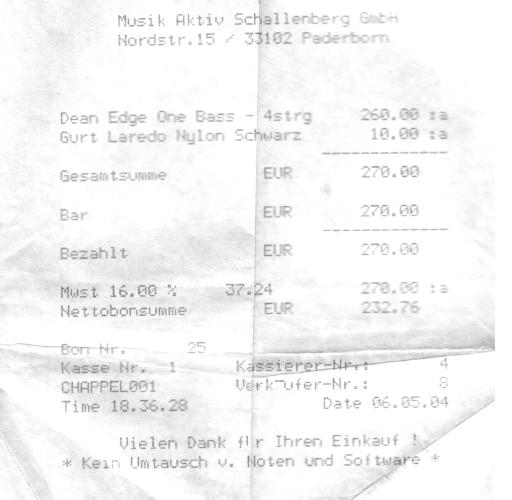 Musik Aktiv Schallenberg GmbH
Nordstr.15 / 33102 Paderborn
Dean Edge One Bass - 4strg 260.00 :a
Gurt Laredo Nylon Schwarz 10.00 :a
-------------
Gesamtsumme EUR 270.00
Bar EUR 270.00
-------------
Bezahlt EUR 270.00
Mwst 16.00 % 37.24 270.00 :a
Nettobonsumme EUR 232.76
Bon Nr. 25
Kasse Nr. 1 Kassierer-Nr.: 4
CHAPPEL001 Verk¯ufer-Nr.: 8
Time 18.36.28 Date 06.05.04
Vielen Dank für Ihren Einkauf !
* Kein Umtausch v. Noten und Software *